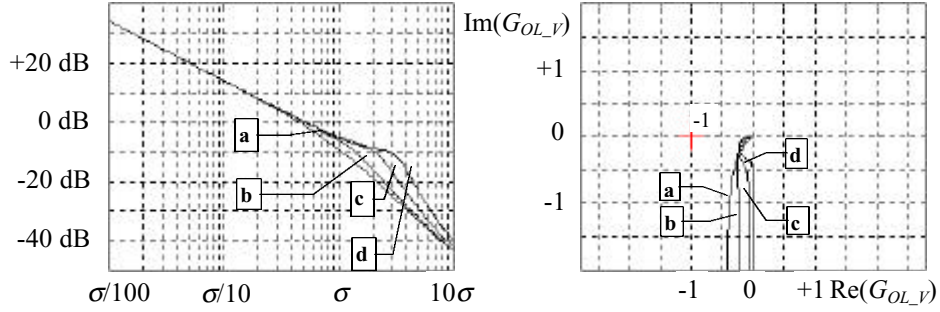 +20 dB
0 dB
-20 dB
-40 dB
a
b
c
d
σ/100
σ/10
σ
10σ
Im(G_OL_V)
+1
0
-1
-1
a
b
c
d
-1
0
+1 Re(G_OL_V)